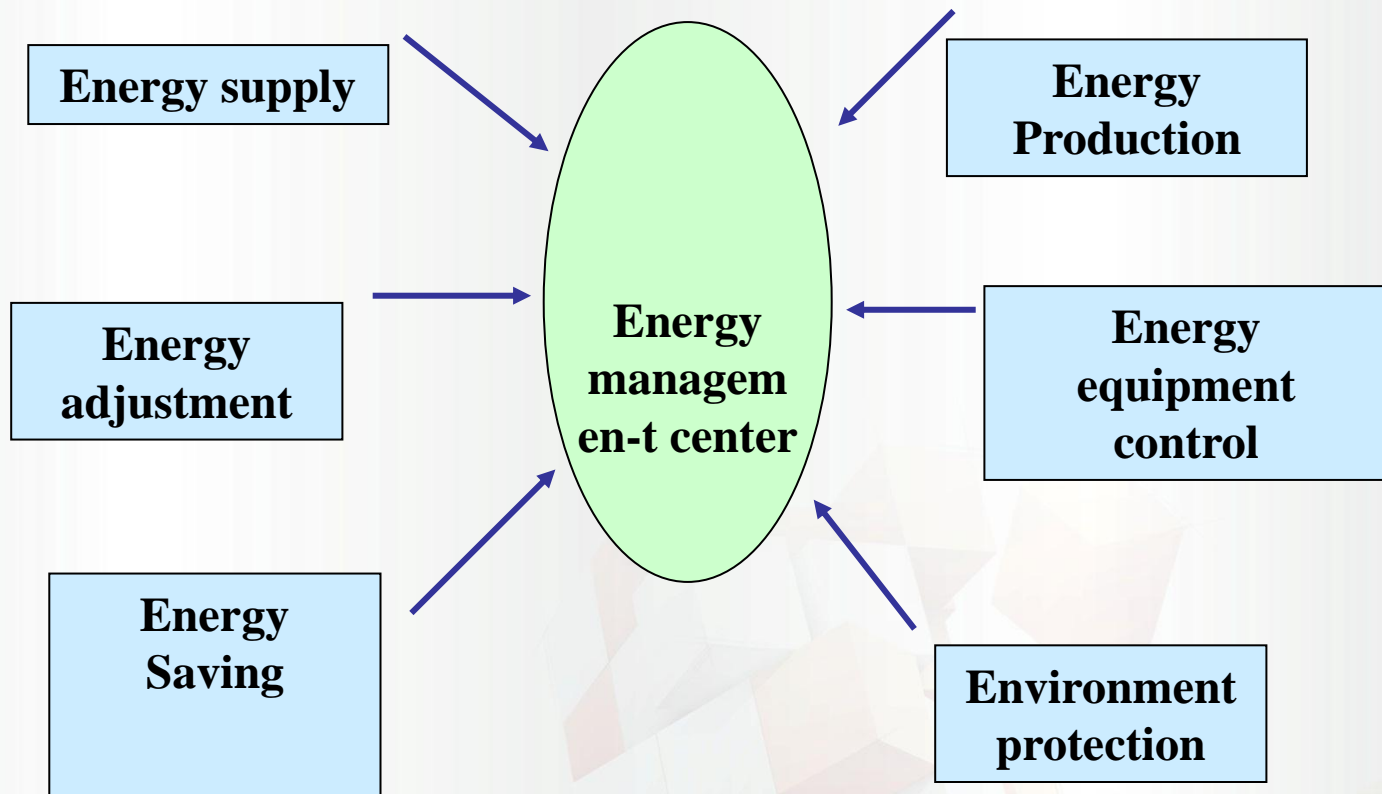 Energy supply
Energy
Production
Energy
adjustment
Energy
managem
en-t center
Energy
equipment
control
Energy
Saving
Environment
protection